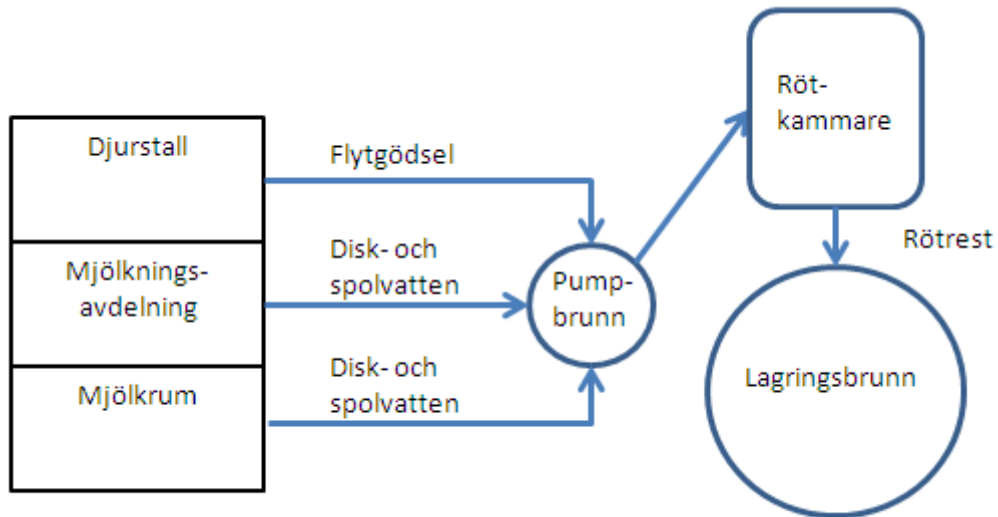 Djurstall
Mjölknings-
avdelning
Mjölkrum
Flytgödsel
Disk- och
spolvatten
Disk- och
spolvatten
Pump-
brunn
Röt-
kammare
Rötrest
Lagringsbrunn